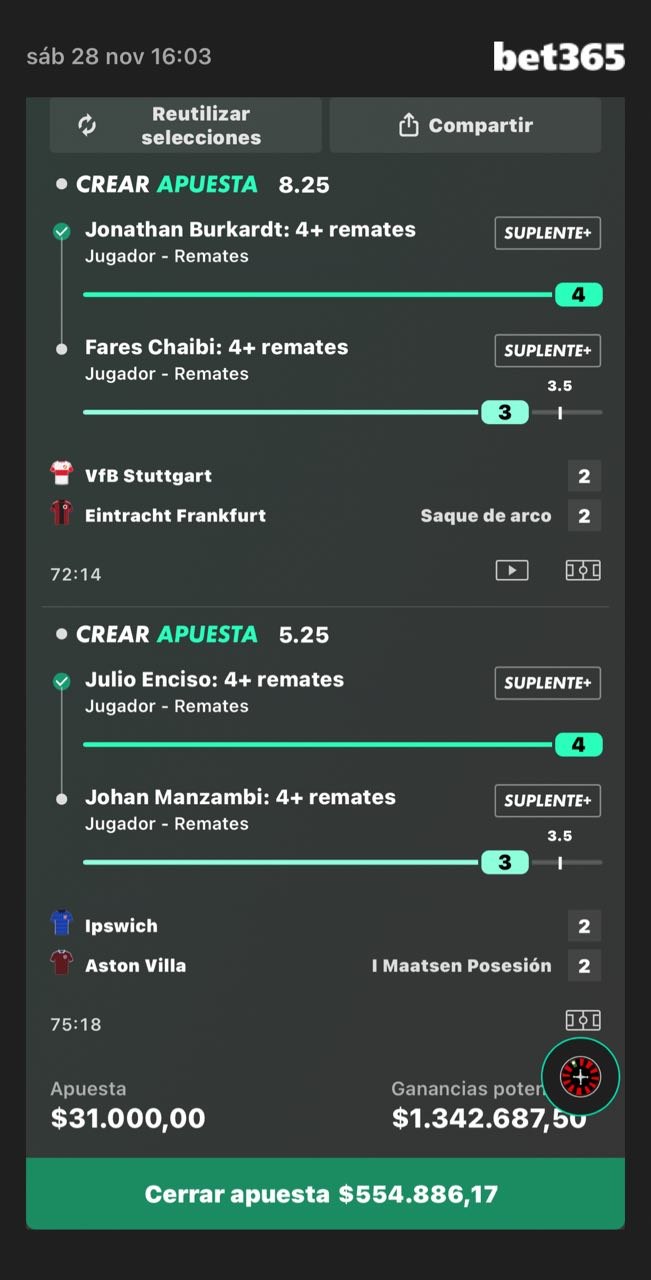 sáb 28 nov 16:03
bet365
Reutilizar
selecciones
Compartir
CREAR APUESTA 8.25
Jonathan Burkardt: 4+ remates
SUPLENTE+
Jugador - Remates
4
Fares Chaibi: 4+ remates
SUPLENTE+
Jugador - Remates
3.5
3
VfB Stuttgart 2
Eintracht Frankfurt Saque de arco 2
72:14
CREAR APUESTA 5.25
Julio Enciso: 4+ remates
SUPLENTE+
Jugador - Remates
4
Johan Manzambi: 4+ remates
SUPLENTE+
Jugador - Remates
3.5
3
Ipswich 2
Aston Villa I Maatsen Posesión 2
75:18
Apuesta Ganancias poten
$31.000,00 $1.342.687,50
Cerrar apuesta $554.886,17